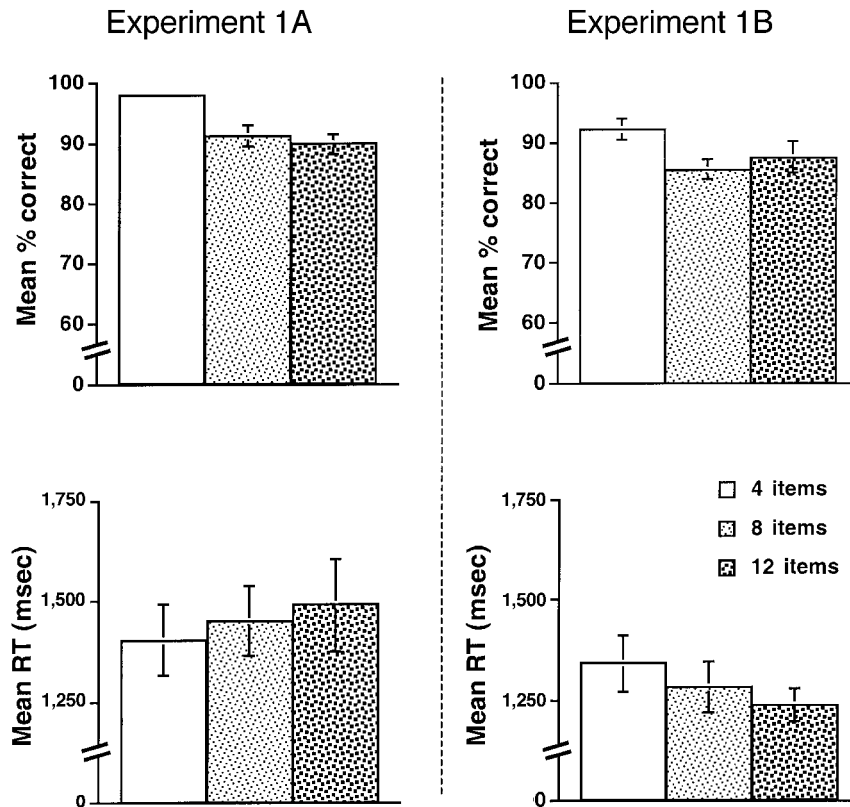 Experiment 1A
Experiment 1B
Mean % correct
100
90
80
70
60
0
Mean % correct
100
90
80
70
60
0
Mean RT (msec)
1,750
1,500
1,250
0
Mean RT (msec)
1,750
1,500
1,250
0
4 items
8 items
12 items